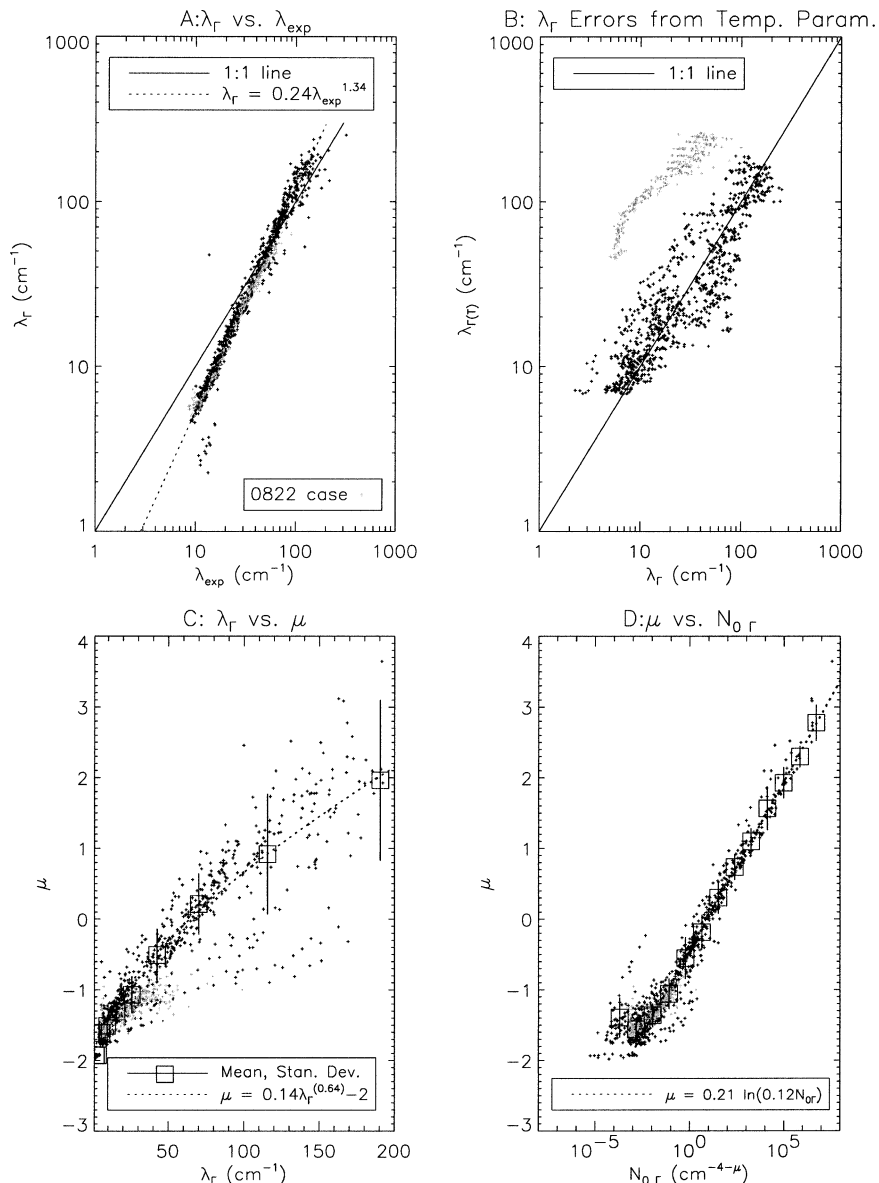 A:λΓ vs. λexp
1000
1:1 line
λΓ = 0.24λexp^1.34
100
λΓ (cm⁻¹)
10
0822 case
1
1 10 100 1000
λexp (cm⁻¹)
B: λΓ Errors from Temp. Param.
1000
1:1 line
100
λΓ(T) (cm⁻¹)
10
1
1 10 100 1000
λΓ (cm⁻¹)
C: λΓ vs. μ
4
3
2
1
μ
0
−1
−2
−3
Mean, Stan. Dev.
μ = 0.14λΓ^(0.64)−2
50 100 150 200
λΓ (cm⁻¹)
D:μ vs. N0 Γ
4
3
2
1
μ
0
−1
−2
−3
μ = 0.21 ln(0.12N0Γ)
10⁻⁵ 10⁰ 10⁵
N0 Γ (cm⁻⁴⁻μ)